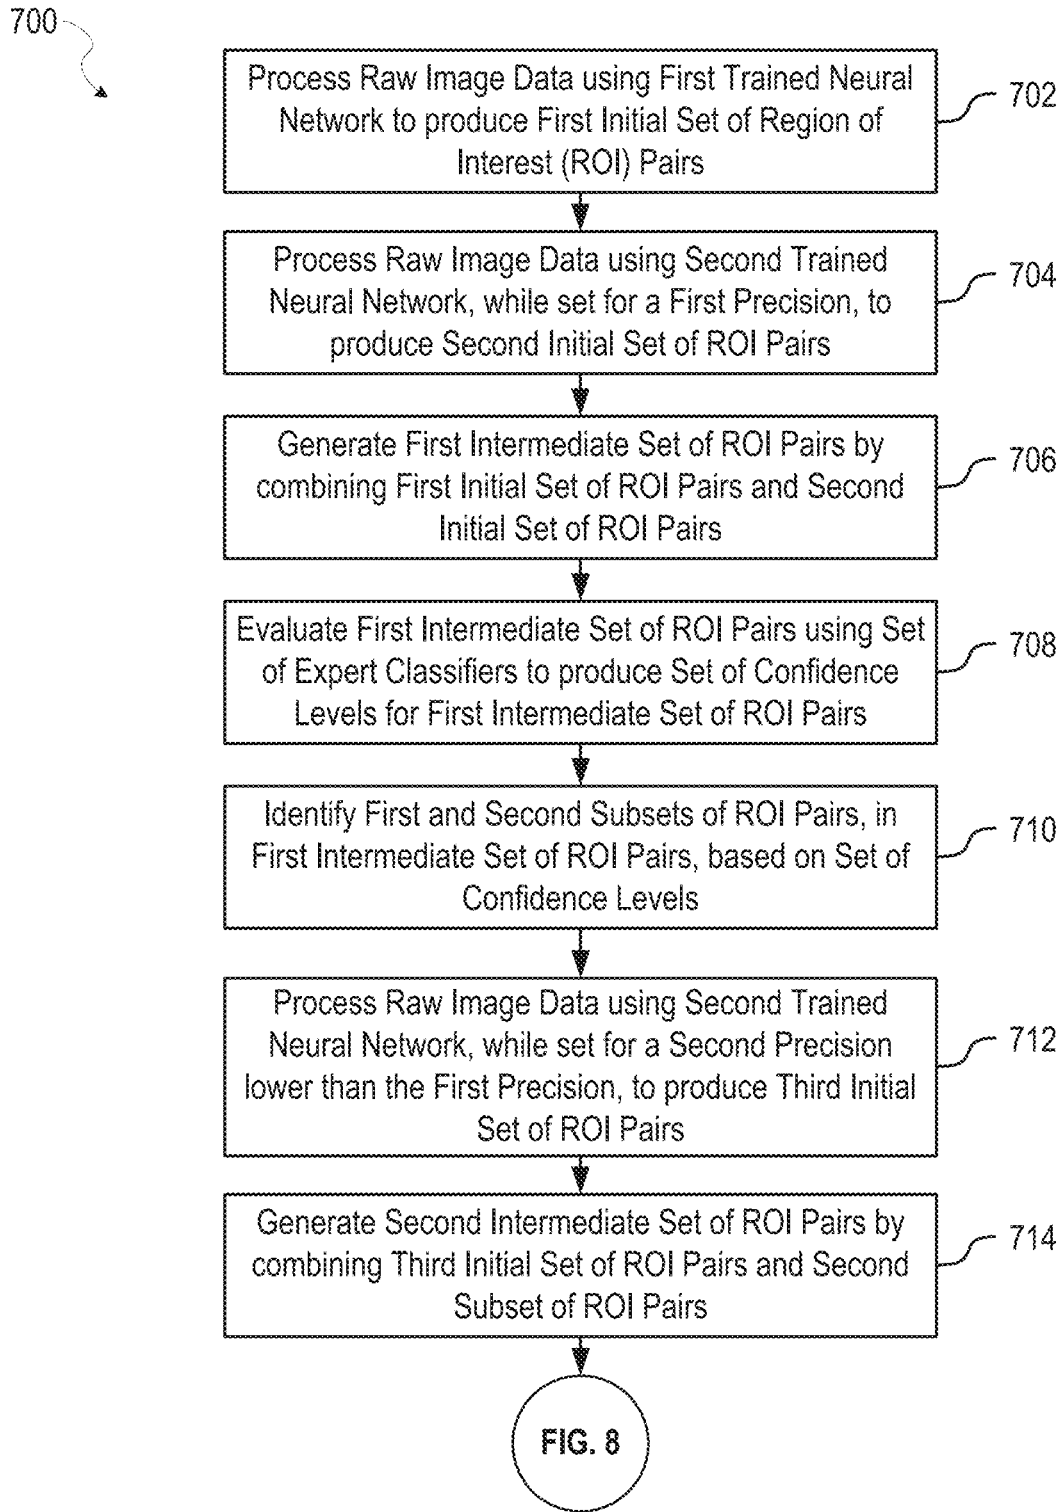 700
Process Raw Image Data using First Trained Neural
Network to produce First Initial Set of Region of
Interest (ROI) Pairs
702
Process Raw Image Data using Second Trained
Neural Network, while set for a First Precision, to
produce Second Initial Set of ROI Pairs
704
Generate First Intermediate Set of ROI Pairs by
combining First Initial Set of ROI Pairs and Second
Initial Set of ROI Pairs
706
Evaluate First Intermediate Set of ROI Pairs using Set
of Expert Classifiers to produce Set of Confidence
Levels for First Intermediate Set of ROI Pairs
708
Identify First and Second Subsets of ROI Pairs, in
First Intermediate Set of ROI Pairs, based on Set of
Confidence Levels
710
Process Raw Image Data using Second Trained
Neural Network, while set for a Second Precision
lower than the First Precision, to produce Third Initial
Set of ROI Pairs
712
Generate Second Intermediate Set of ROI Pairs by
combining Third Initial Set of ROI Pairs and Second
Subset of ROI Pairs
714
FIG. 8